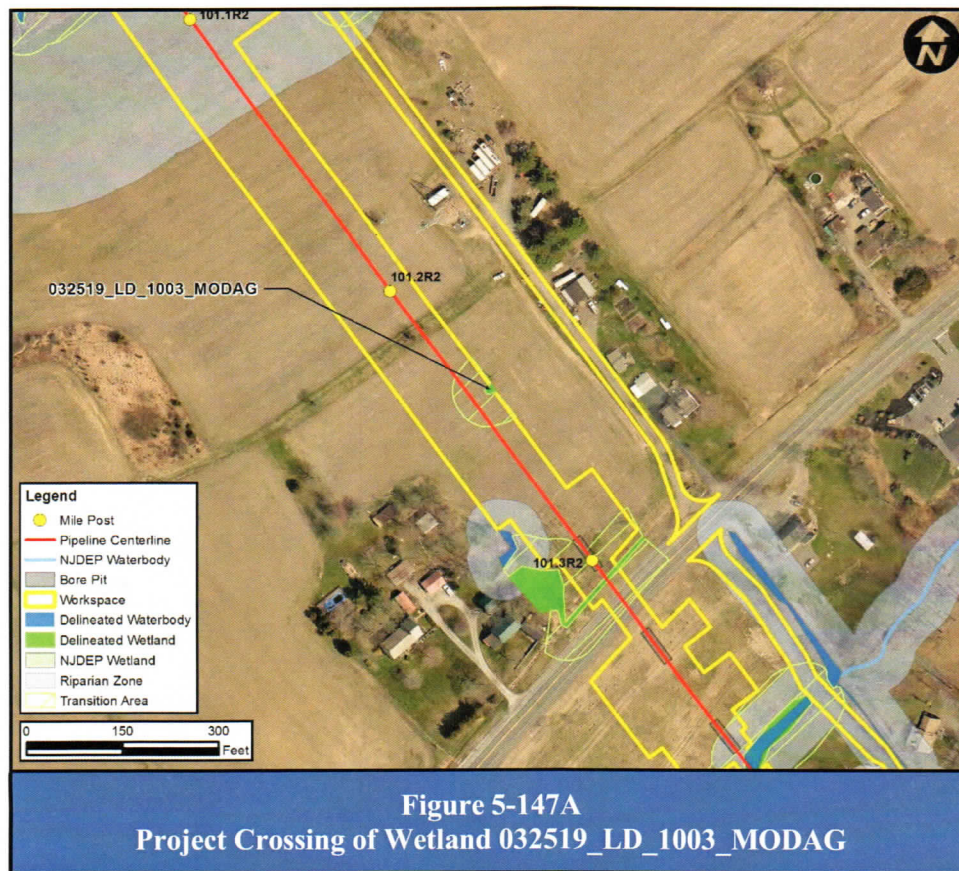 101.1R2
N
101.2R2
032519_LD_1003_MODAG
101.3R2
Legend
Mile Post
Pipeline Centerline
NJDEP Waterbody
Bore Pit
Workspace
Delineated Waterbody
Delineated Wetland
NJDEP Wetland
Riparian Zone
Transition Area
0 150 300
Feet
Figure 5-147A
Project Crossing of Wetland 032519_LD_1003_MODAG